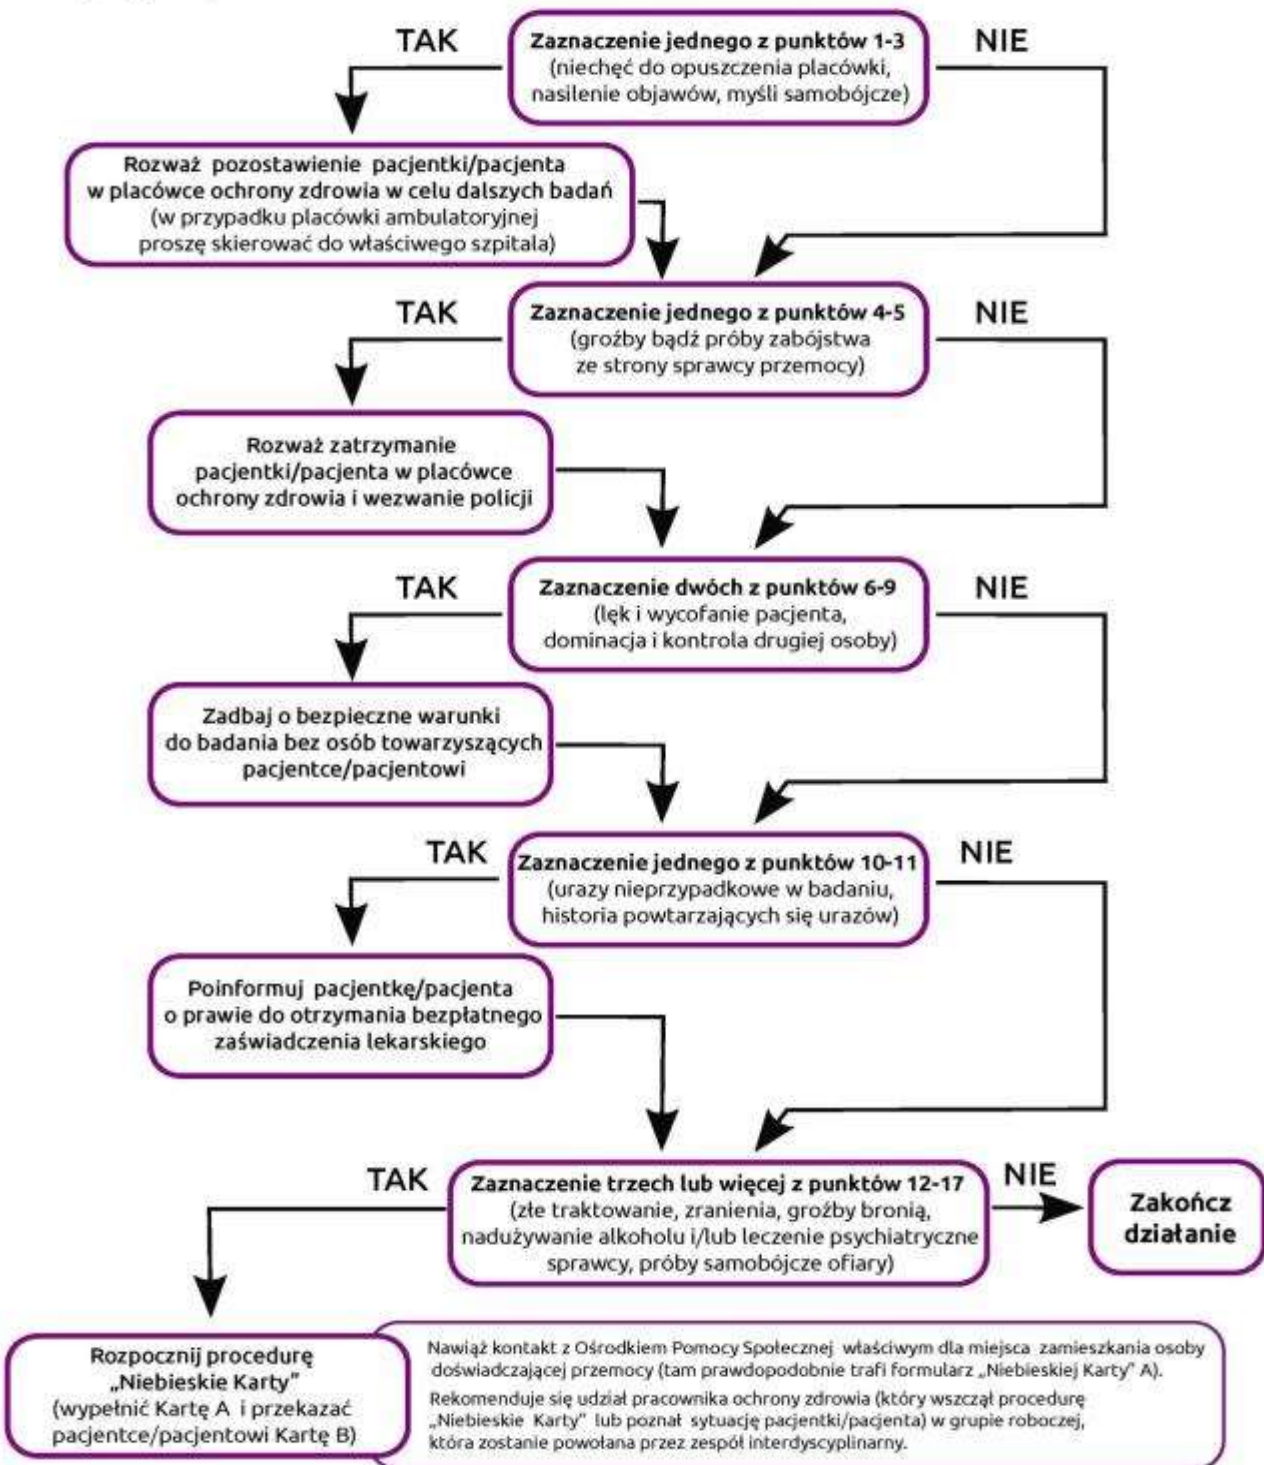 TAK
Zaznaczenie jednego z punktów 1-3
(niechęć do opuszczenia placówki,
nasilenie objawów, myśli samobójcze)
NIE
Rozważ pozostawienie pacjentki/pacjenta
w placówce ochrony zdrowia w celu dalszych badań
(w przypadku placówki ambulatoryjnej
proszę skierować do właściwego szpitala)
TAK
Zaznaczenie jednego z punktów 4-5
(groźby bądź próby zabójstwa
ze strony sprawcy przemocy)
NIE
Rozważ zatrzymanie
pacjentki/pacjenta w placówce
ochrony zdrowia i wezwanie policji
TAK
Zaznaczenie dwóch z punktów 6-9
(lęk i wycofanie pacjenta,
dominacja i kontrola drugiej osoby)
NIE
Zadbaj o bezpieczne warunki
do badania bez osób towarzyszących
pacjentce/pacjentowi
TAK
Zaznaczenie jednego z punktów 10-11
(urazy nieprzypadkowe w badaniu,
historia powtarzających się urazów)
NIE
Poinformuj pacjentkę/pacjenta
o prawie do otrzymania bezpłatnego
zaświadczenia lekarskiego
TAK
Zaznaczenie trzech lub więcej z punktów 12-17
(złe traktowanie, zranienia, groźby bronią,
nadużywanie alkoholu i/lub leczenie psychiatryczne
sprawcy, próby samobójcze ofiary)
NIE
Zakończ
działanie
Rozpocznij procedurę
„Niebieskie Karty”
(wypełnić Kartę A i przekazać
pacjentce/pacjentowi Kartę B)
Nawiąż kontakt z Ośrodkiem Pomocy Społecznej właściwym dla miejsca zamieszkania osoby
doświadczającej przemocy (tam prawdopodobnie trafi formularz „Niebieskiej Karty” A).
Rekomenduje się udział pracownika ochrony zdrowia (który wszczął procedurę
„Niebieskie Karty” lub poznał sytuację pacjentki/pacjenta) w grupie roboczej,
która zostanie powołana przez zespół interdyscyplinarny.